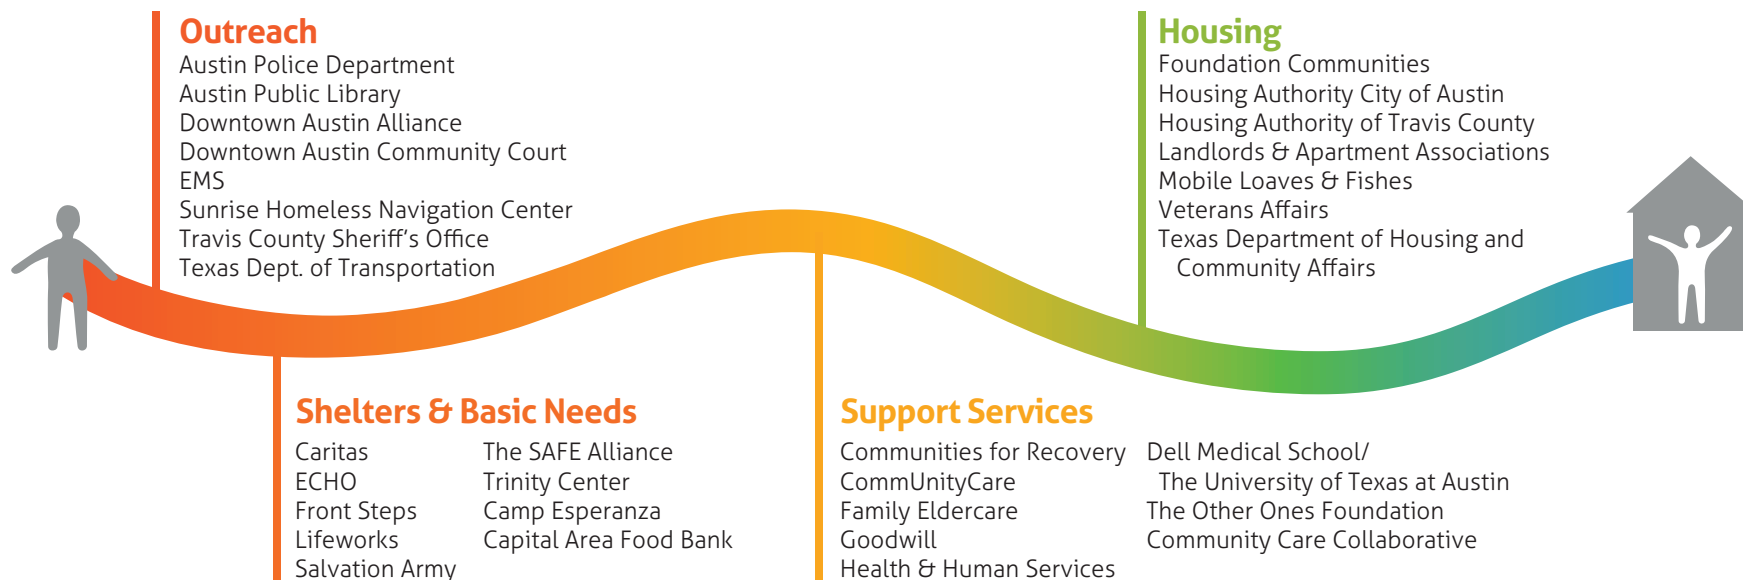 Outreach
Austin Police Department
Austin Public Library
Downtown Austin Alliance
Downtown Austin Community Court
EMS
Sunrise Homeless Navigation Center
Travis County Sheriff’s Office
Texas Dept. of Transportation
Housing
Foundation Communities
Housing Authority City of Austin
Housing Authority of Travis County
Landlords & Apartment Associations
Mobile Loaves & Fishes
Veterans Affairs
Texas Department of Housing and
Community Affairs
Shelters & Basic Needs
Caritas
ECHO
Front Steps
Lifeworks
Salvation Army
The SAFE Alliance
Trinity Center
Camp Esperanza
Capital Area Food Bank
Support Services
Communities for Recovery
CommUnityCare
Family Eldercare
Goodwill
Health & Human Services
Dell Medical School/
The University of Texas at Austin
The Other Ones Foundation
Community Care Collaborative